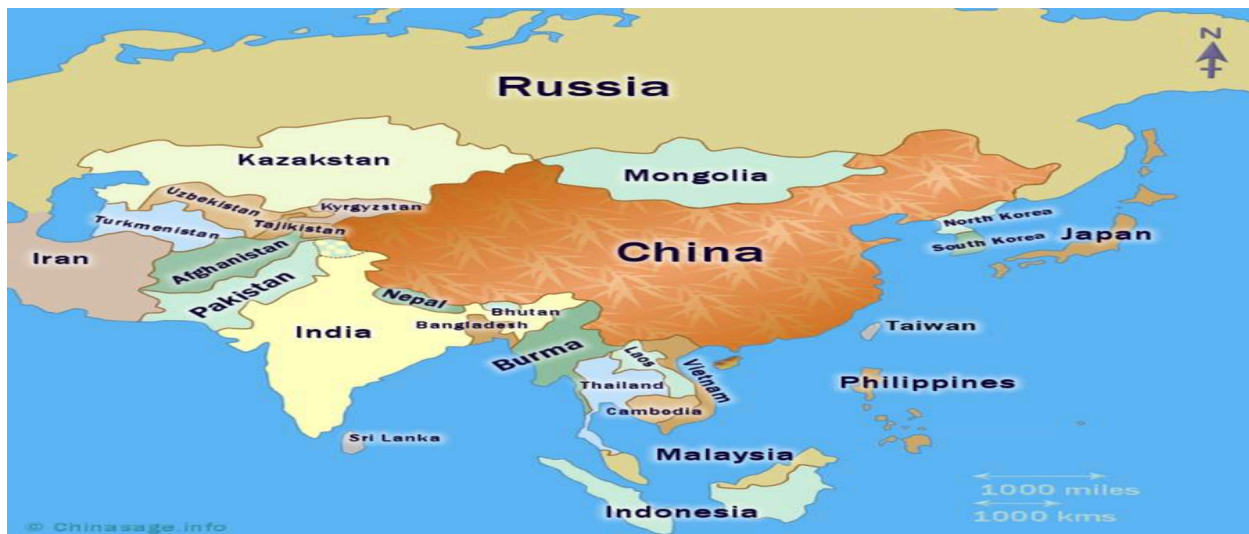 N
Russia
Kazakstan
Mongolia
Uzbekistan
Kyrgyzstan
Turkmenistan
Tajikistan
North Korea
South Korea
Japan
China
Iran
Afghanistan
Pakistan
Nepal
Bhutan
India
Bangladesh
Taiwan
Burma
Laos
Vietnam
Thailand
Philippines
Cambodia
Sri Lanka
Malaysia
1000 miles
Indonesia
1000 kms
© Chinasage.info